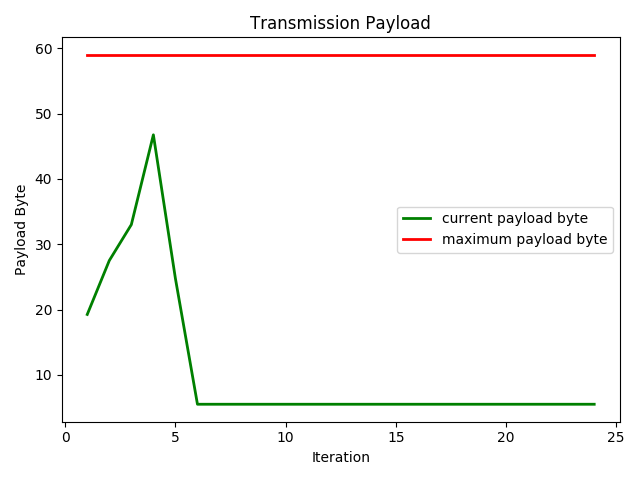 Transmission Payload
60
50
40
30
20
10
Payload Byte
current payload byte
maximum payload byte
0 5 10 15 20 25
Iteration